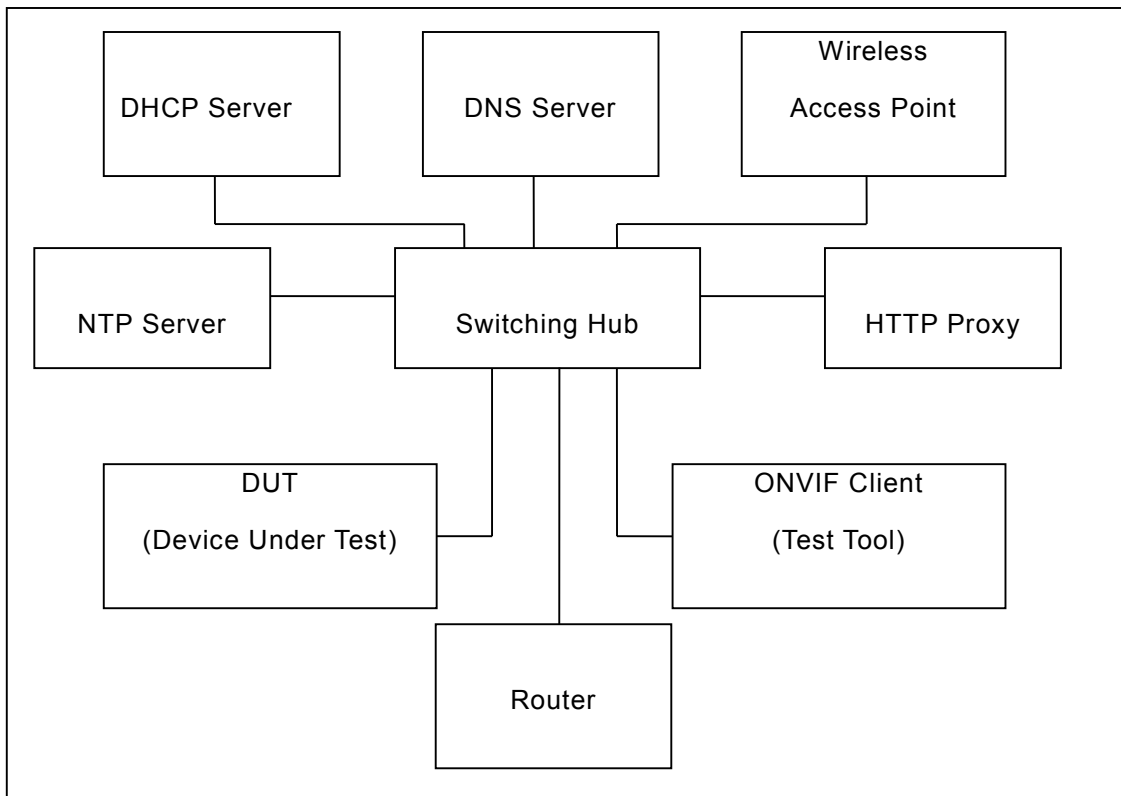 DHCP Server
DNS Server
Wireless
Access Point
NTP Server
Switching Hub
HTTP Proxy
DUT
(Device Under Test)
ONVIF Client
(Test Tool)
Router